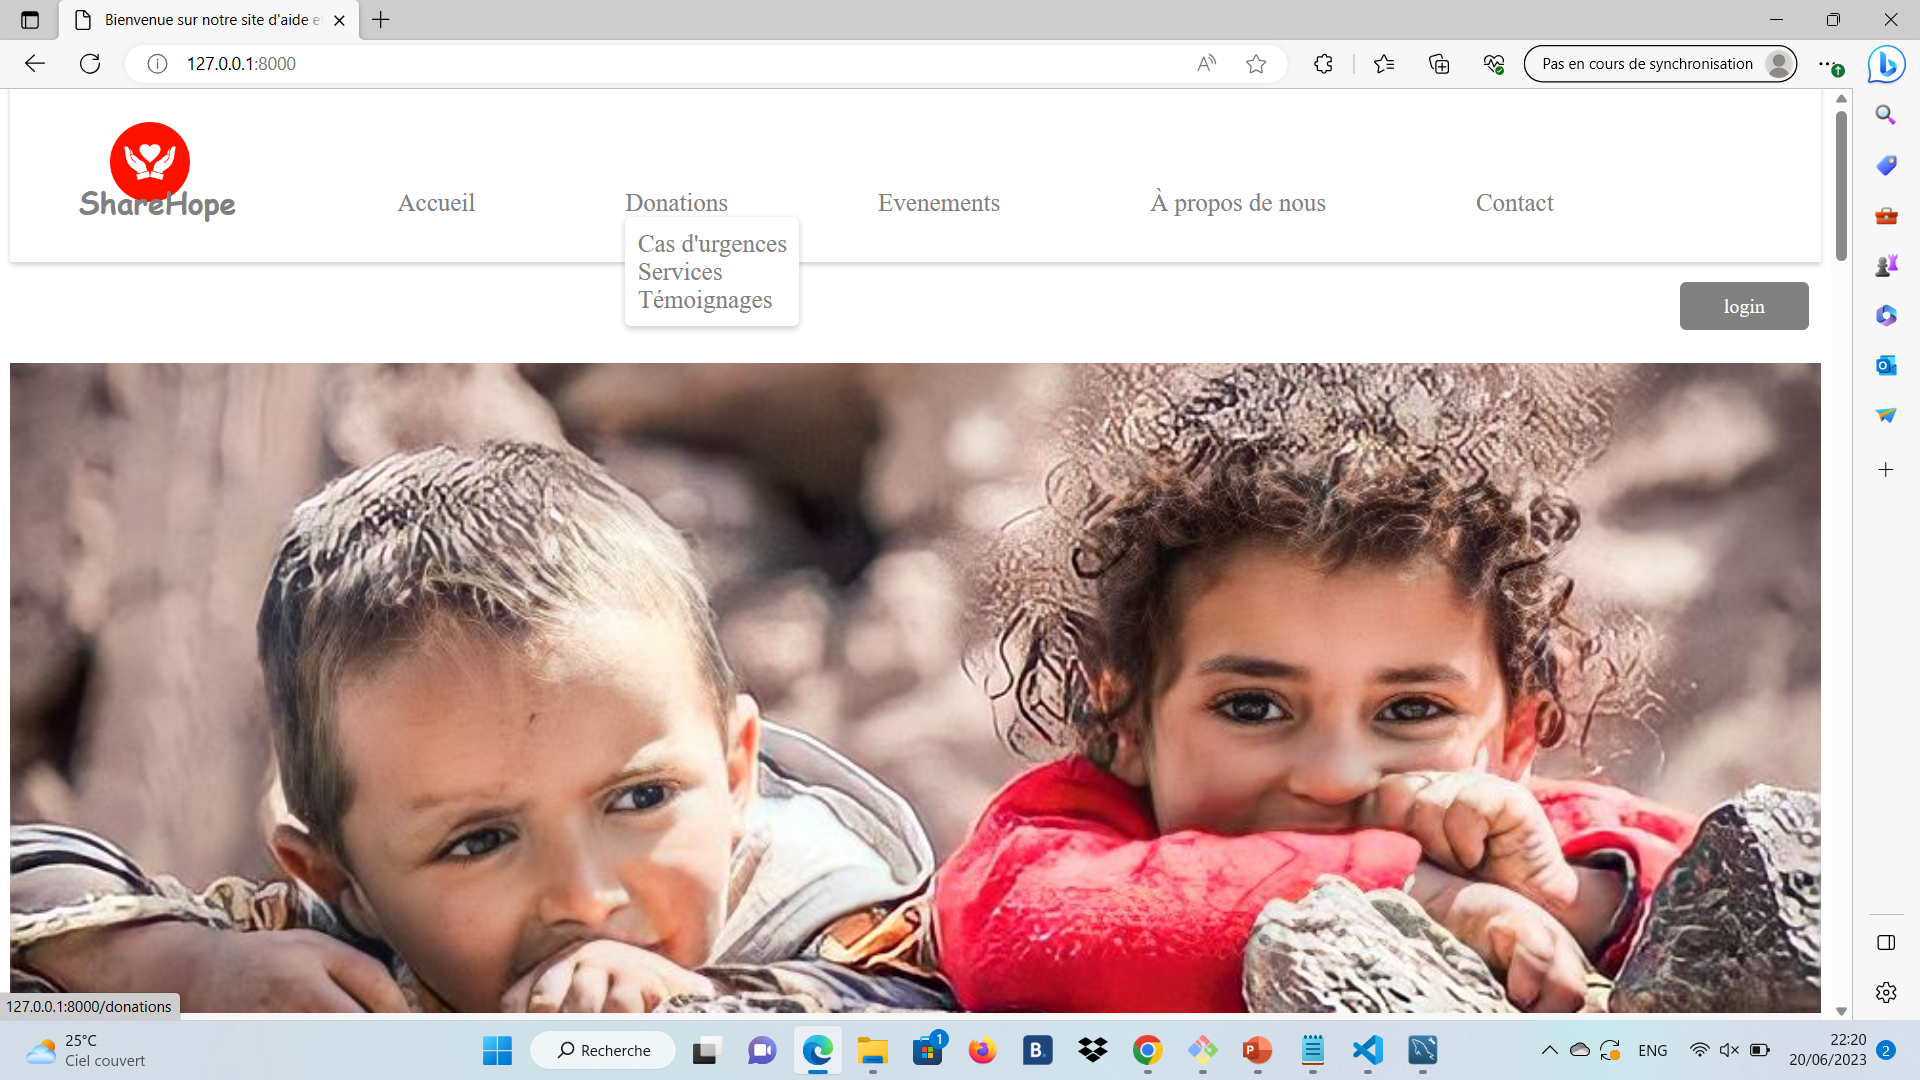 Bienvenue sur notre site d'aide e
127.0.0.1:8000
Pas en cours de synchronisation
ShareHope
Accueil
Donations
Evenements
À propos de nous
Contact
Cas d'urgences
Services
Témoignages
login
127.0.0.1:8000/donations
25°C
Ciel couvert
Recherche
1
B.
ENG
22:20
20/06/2023
2